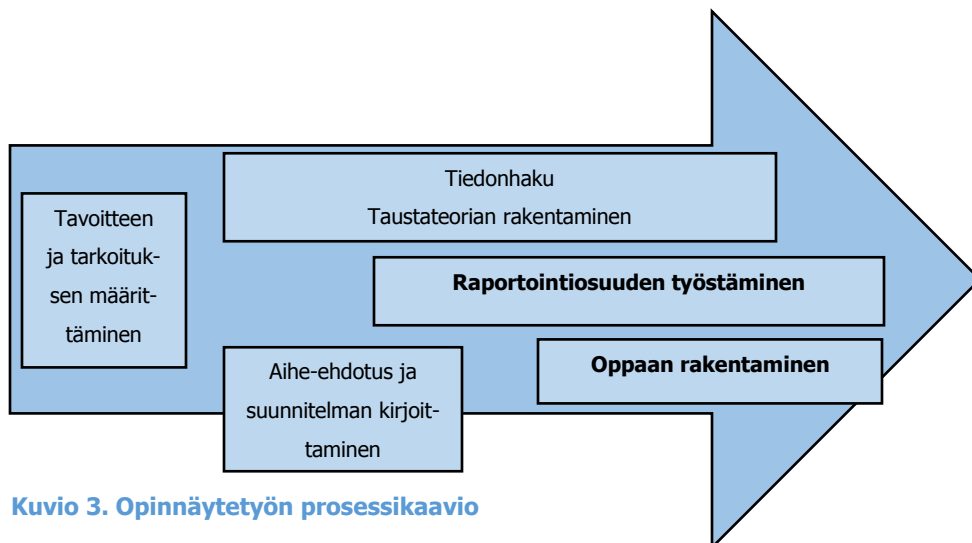 Tavoitteen
ja tarkoituk-
sen määrit-
täminen
Tiedonhaku
Taustateorian rakentaminen
Raportointiosuuden työstäminen
Oppaan rakentaminen
Aihe-ehdotus ja
suunnitelman kirjoit-
taminen
Kuvio 3. Opinnäytetyön prosessikaavio